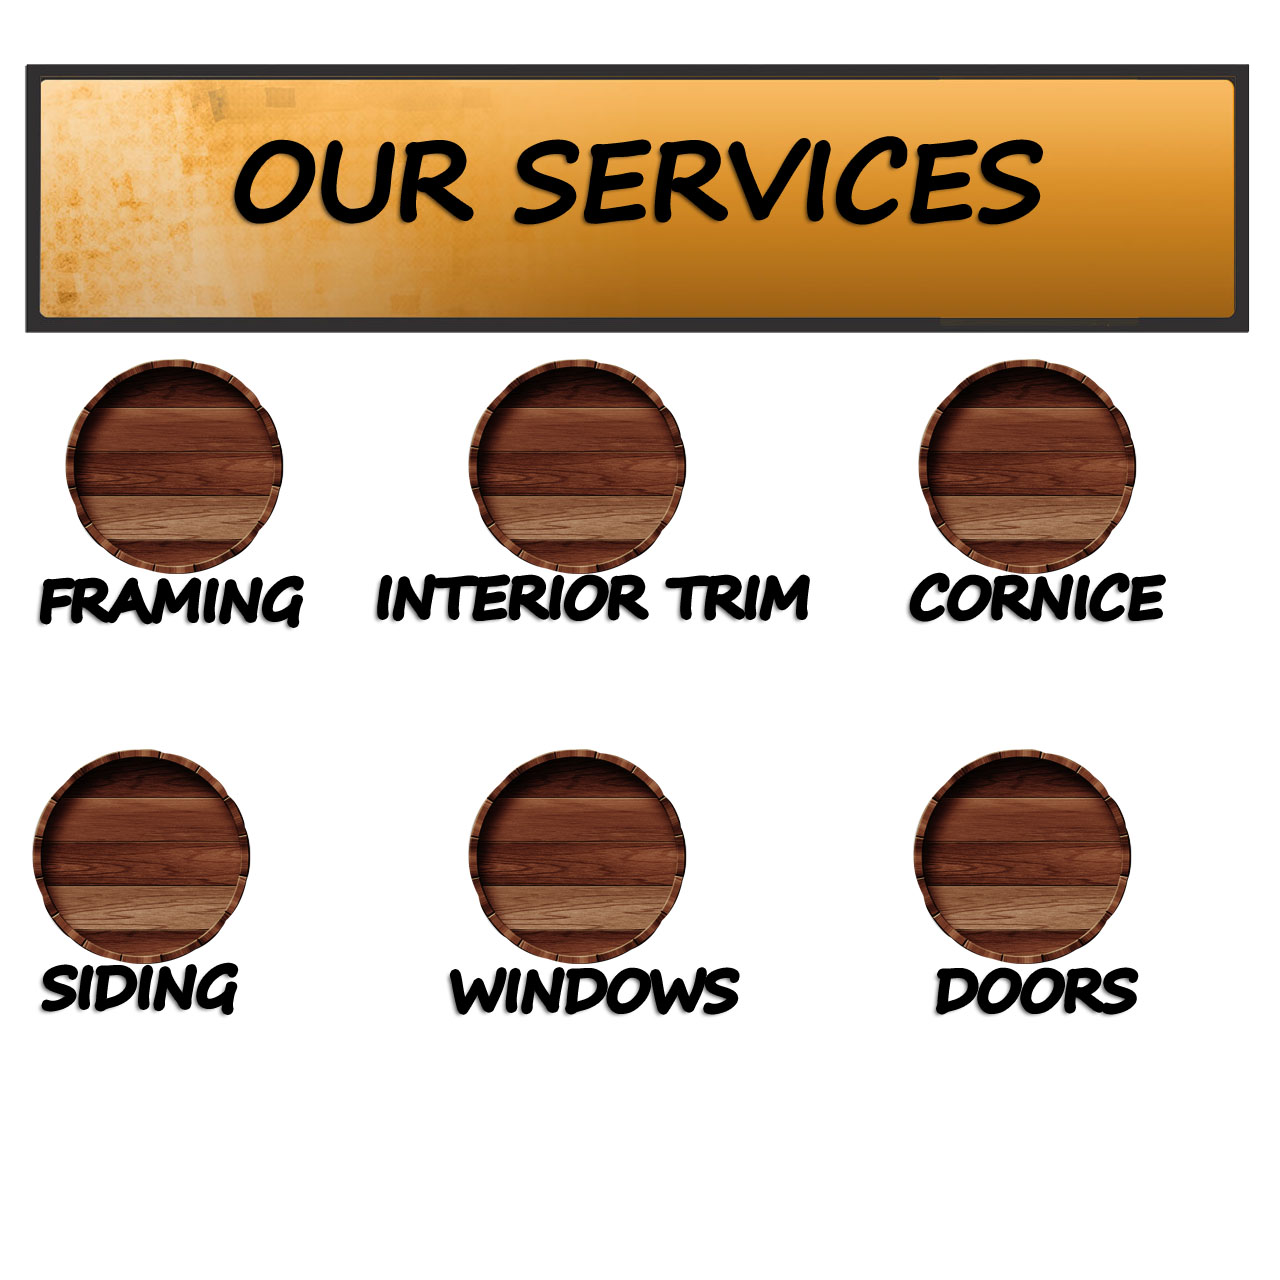 OUR SERVICES
FRAMING
INTERIOR TRIM
CORNICE
SIDING
WINDOWS
DOORS